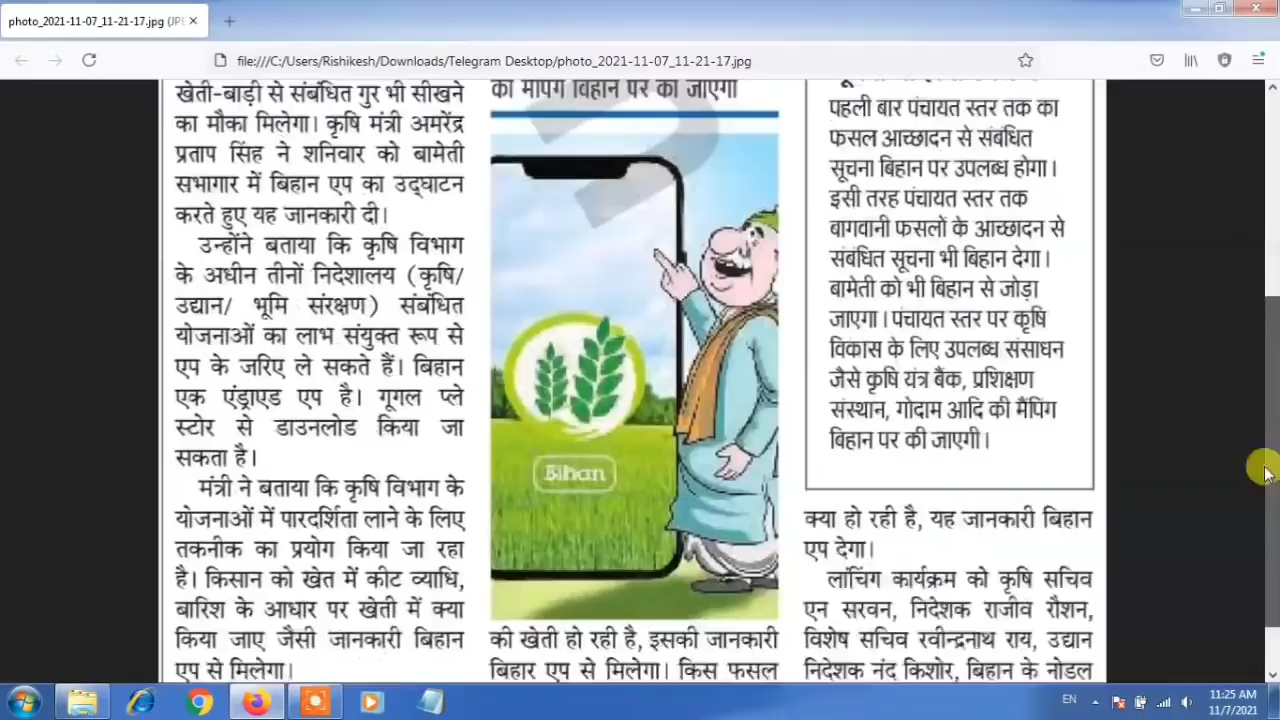 photo_2021-11-07_11-21-17.jpg (JPE
file:///C:/Users/Rishikesh/Downloads/Telegram Desktop/photo_2021-11-07_11-21-17.jpg
खेती-बाड़ी से संबंधित गुर भी सीखने
का मौका मिलेगा। कृषि मंत्री अमरेंद्र
प्रताप सिंह ने शनिवार को बामेती
सभागार में बिहान एप का उद्घाटन
करते हुए यह जानकारी दी।
उन्होंने बताया कि कृषि विभाग
के अधीन तीनों निदेशालय (कृषि/
उद्यान/ भूमि संरक्षण) संबंधित
योजनाओं का लाभ संयुक्त रूप से
एप के जरिए ले सकते हैं। बिहान
एक एंड्राएड एप है। गूगल प्ले
स्टोर से डाउनलोड किया जा
सकता है।
मंत्री ने बताया कि कृषि विभाग के
योजनाओं में पारदर्शिता लाने के लिए
तकनीक का प्रयोग किया जा रहा
है। किसान को खेत में कीट व्याधि,
बारिश के आधार पर खेती में क्या
किया जाए जैसी जानकारी बिहान
एप से मिलेगा।
की मैपिंग बिहान पर की जाएगी
Bihan
की खेती हो रही है, इसकी जानकारी
बिहार एप से मिलेगा। किस फसल
पहली बार पंचायत स्तर तक का
फसल आच्छादन से संबंधित
सूचना बिहान पर उपलब्ध होगा।
इसी तरह पंचायत स्तर तक
बागवानी फसलों के आच्छादन से
संबंधित सूचना भी बिहान देगा।
बामेती को भी बिहान से जोड़ा
जाएगा। पंचायत स्तर पर कृषि
विकास के लिए उपलब्ध संसाधन
जैसे कृषि यंत्र बैंक, प्रशिक्षण
संस्थान, गोदाम आदि की मैंपिंग
बिहान पर की जाएगी।
क्या हो रही है, यह जानकारी बिहान
एप देगा।
लांचिंग कार्यक्रम को कृषि सचिव
एन सरवन, निदेशक राजीव रौशन,
विशेष सचिव रवीन्द्रनाथ राय, उद्यान
निदेशक नंद किशोर, बिहान के नोडल
EN
11:25 AM
11/7/2021